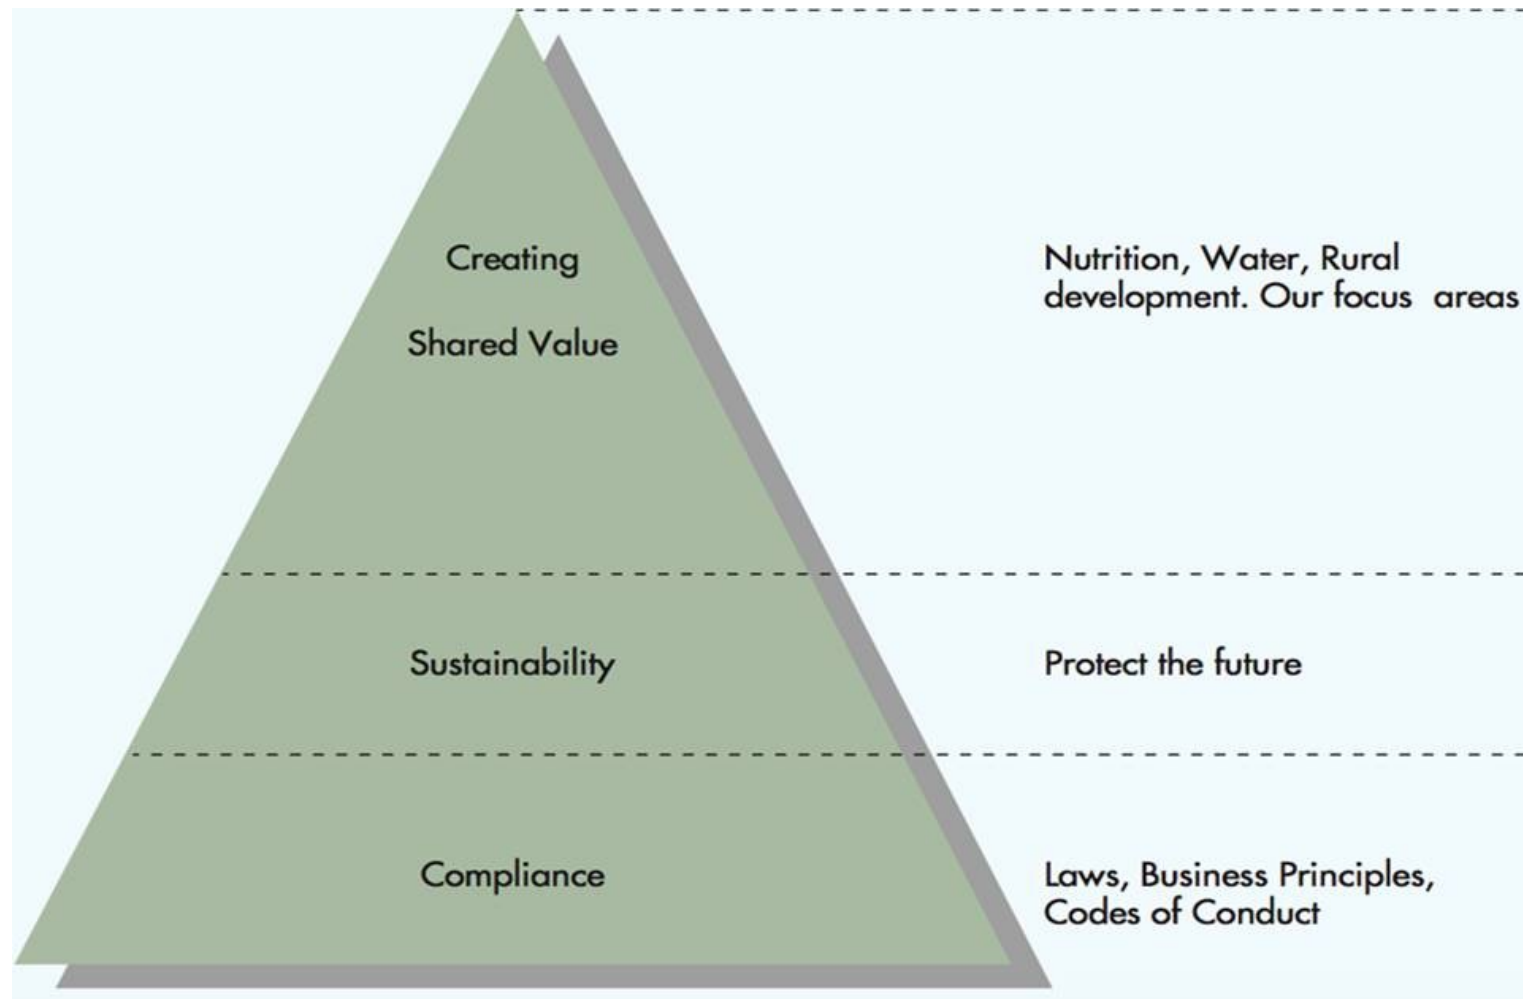 Creating
Shared Value
Nutrition, Water, Rural
development. Our focus areas
Sustainability
Protect the future
Compliance
Laws, Business Principles,
Codes of Conduct